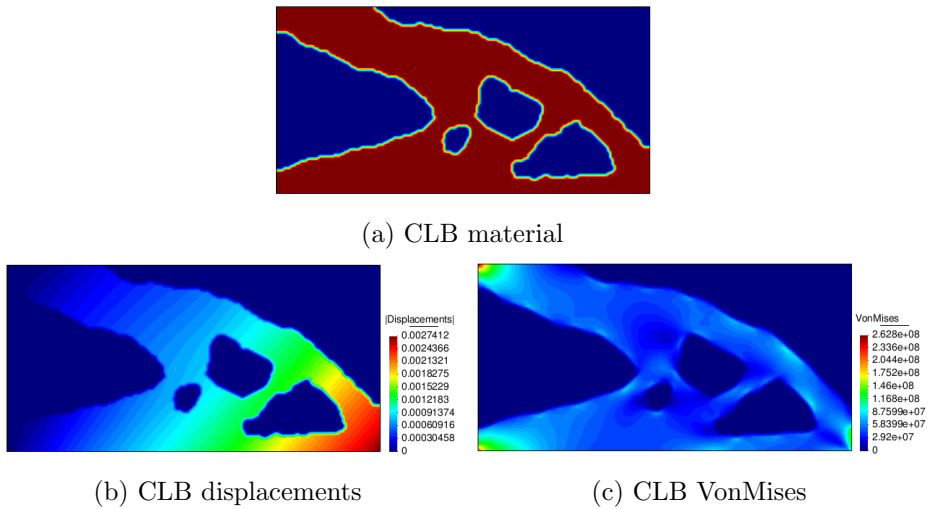 (a) CLB material
|Displacements|
0.0027412
0.0024366
0.0021321
0.0018275
0.0015229
0.0012183
0.00091374
0.00060916
0.00030458
0
VonMises
2.628e+08
2.336e+08
2.044e+08
1.752e+08
1.46e+08
1.168e+08
8.7599e+07
5.8399e+07
2.92e+07
0
(b) CLB displacements
(c) CLB VonMises